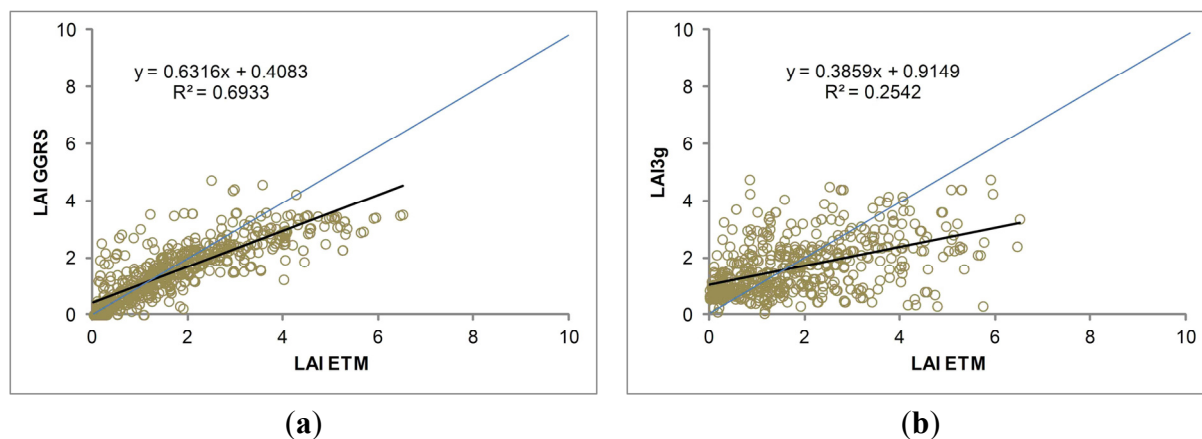 10
8
6
4
2
0
LAI GGRS
y = 0.6316x + 0.4083
R² = 0.6933
0 2 4 6 8 10
LAI ETM
(a)
10
8
6
4
2
0
LAI3g
y = 0.3859x + 0.9149
R² = 0.2542
0 2 4 6 8 10
LAI ETM
(b)